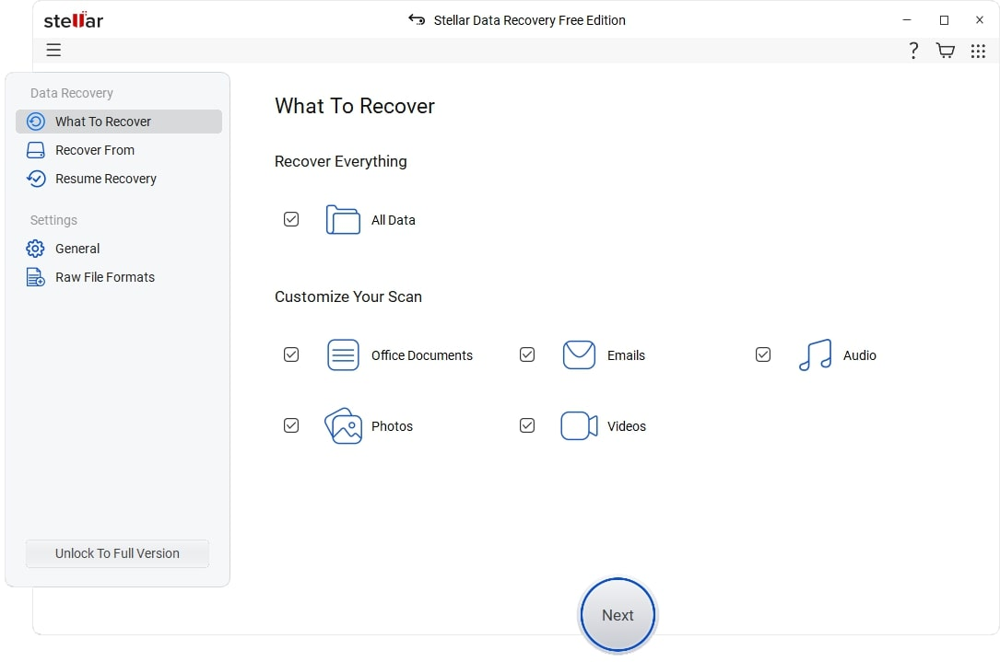 stellar
Stellar Data Recovery Free Edition
?
Data Recovery
What To Recover
Recover From
Resume Recovery
Settings
General
Raw File Formats
Unlock To Full Version
What To Recover
Recover Everything
All Data
Customize Your Scan
Office Documents Emails Audio
Photos Videos
Next